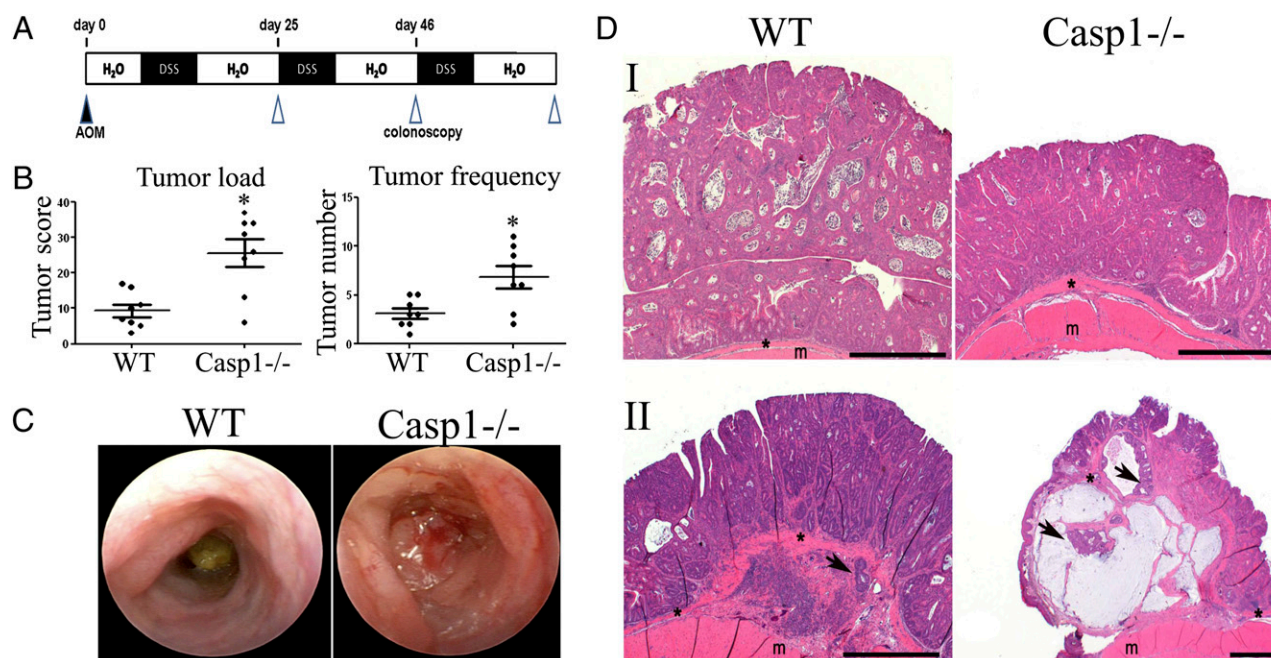 A
day 0 day 25 day 46
H₂O DSS H₂O DSS H₂O DSS H₂O
AOM colonoscopy
B
Tumor load
*
Tumor score
40
30
20
10
0
WT Casp1-/-
Tumor frequency
*
Tumor number
15
10
5
0
WT Casp1-/-
C
WT Casp1-/-
D
WT Casp1-/-
I
* m
* m
II
*
* m
*
* m